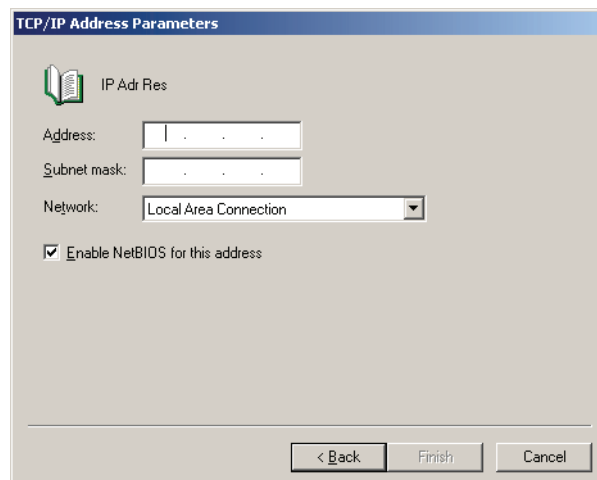 TCP/IP Address Parameters
IP Adr Res
Address: . . .
Subnet mask: . . .
Network: Local Area Connection
Enable NetBIOS for this address
< Back Finish Cancel